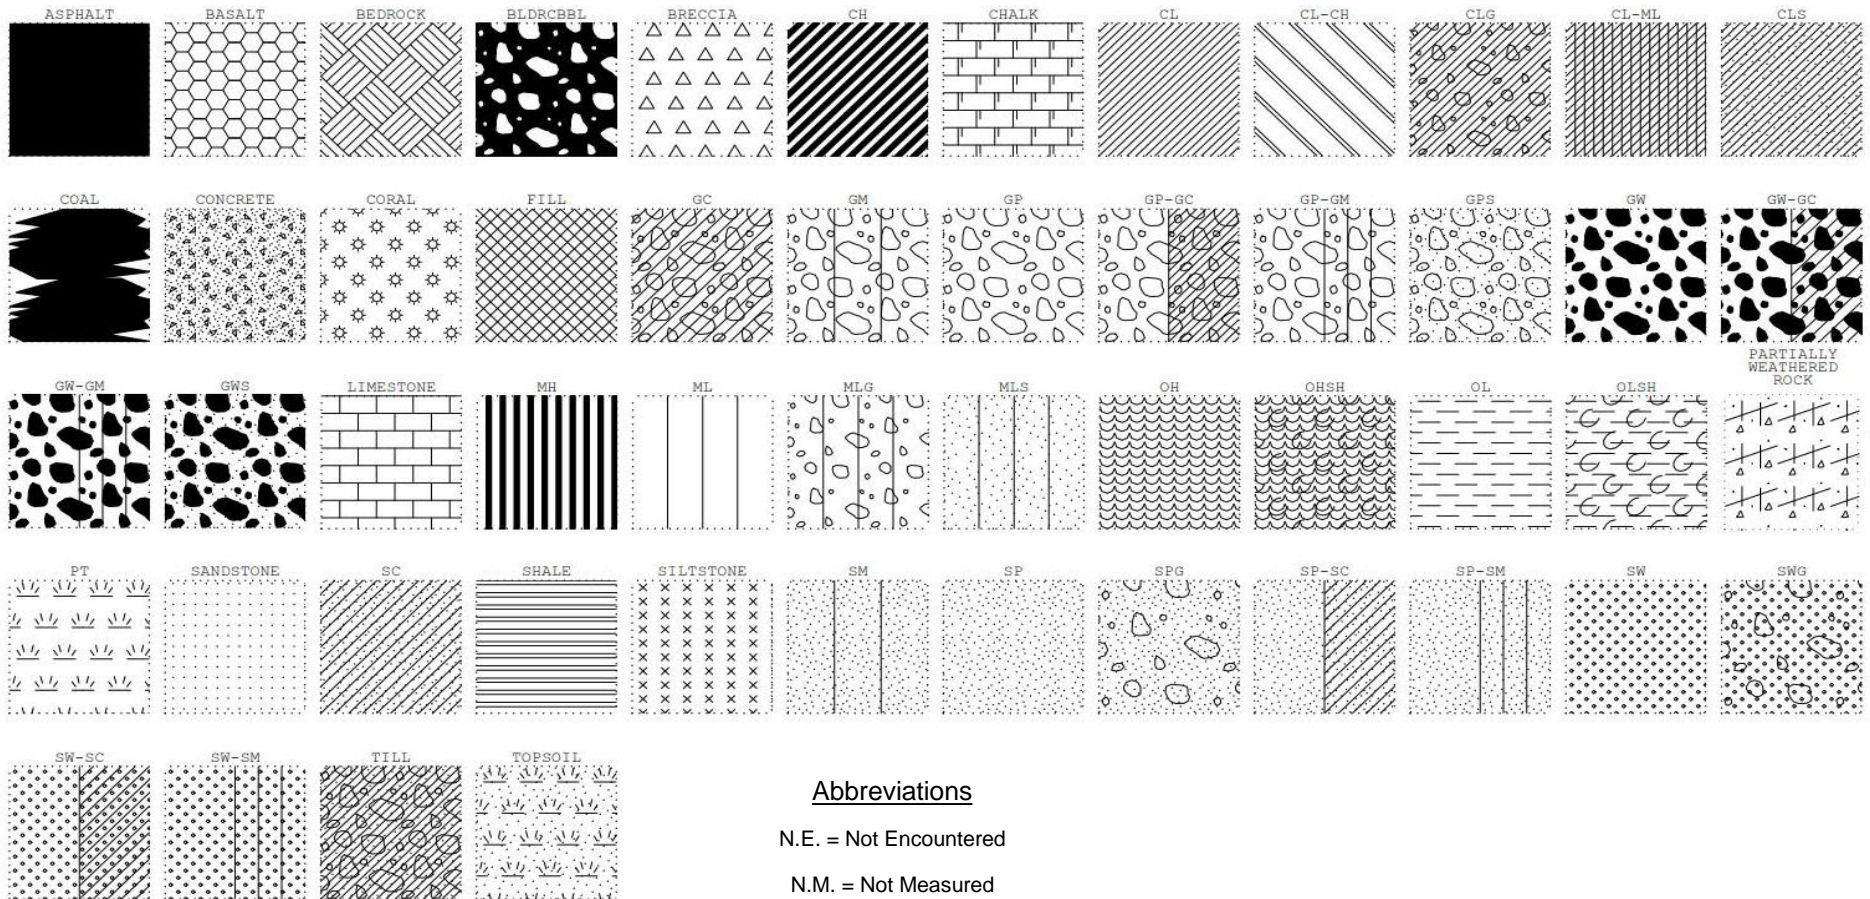 ASPHALT BASALT BEDROCK BLDRCBBL BRECCIA CH CHALK CL CL-CH CLG CL-ML CLS
COAL CONCRETE CORAL FILL GC GM GP GP-GC GP-GM GPS GW GW-GC
GW-GM GWS LIMESTONE MH ML MLG MLS OH OHSH OL OLSH PARTIALLY
WEATHERED
ROCK
PT SANDSTONE SC SHALE SILTSTONE SM SP SPG SP-SC SP-SM SW SWG
SW-SC SW-SM TILL TOPSOIL
Abbreviations
N.E. = Not Encountered
N.M. = Not Measured